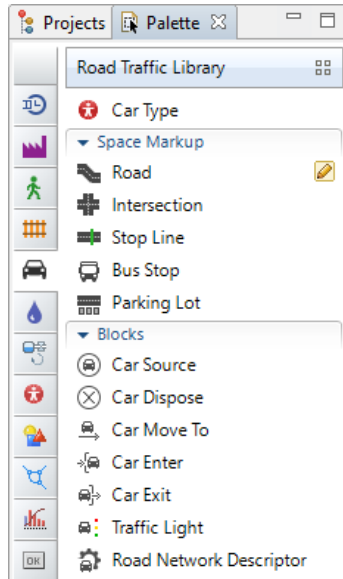 Projects
Palette
Road Traffic Library
Car Type
Space Markup
Road
Intersection
Stop Line
Bus Stop
Parking Lot
Blocks
Car Source
Car Dispose
Car Move To
Car Enter
Car Exit
Traffic Light
OK
Road Network Descriptor